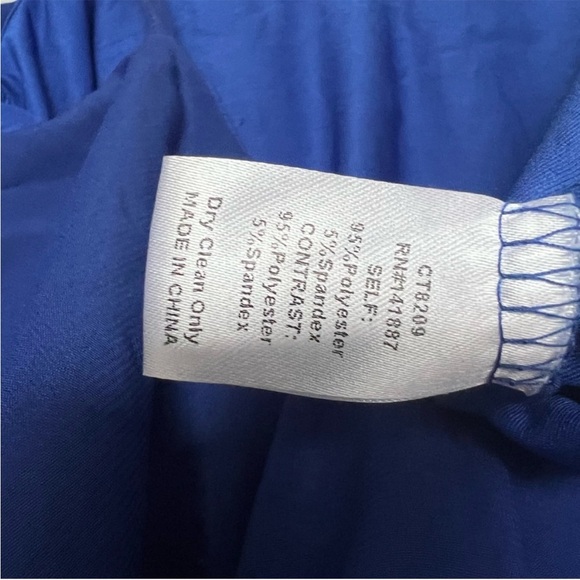 CT8209
RN#141887
SELF:
95%Polyester
5%Spandex
CONTRAST:
95%Polyester
5%Spandex
Dry Clean Only
MADE IN CHINA